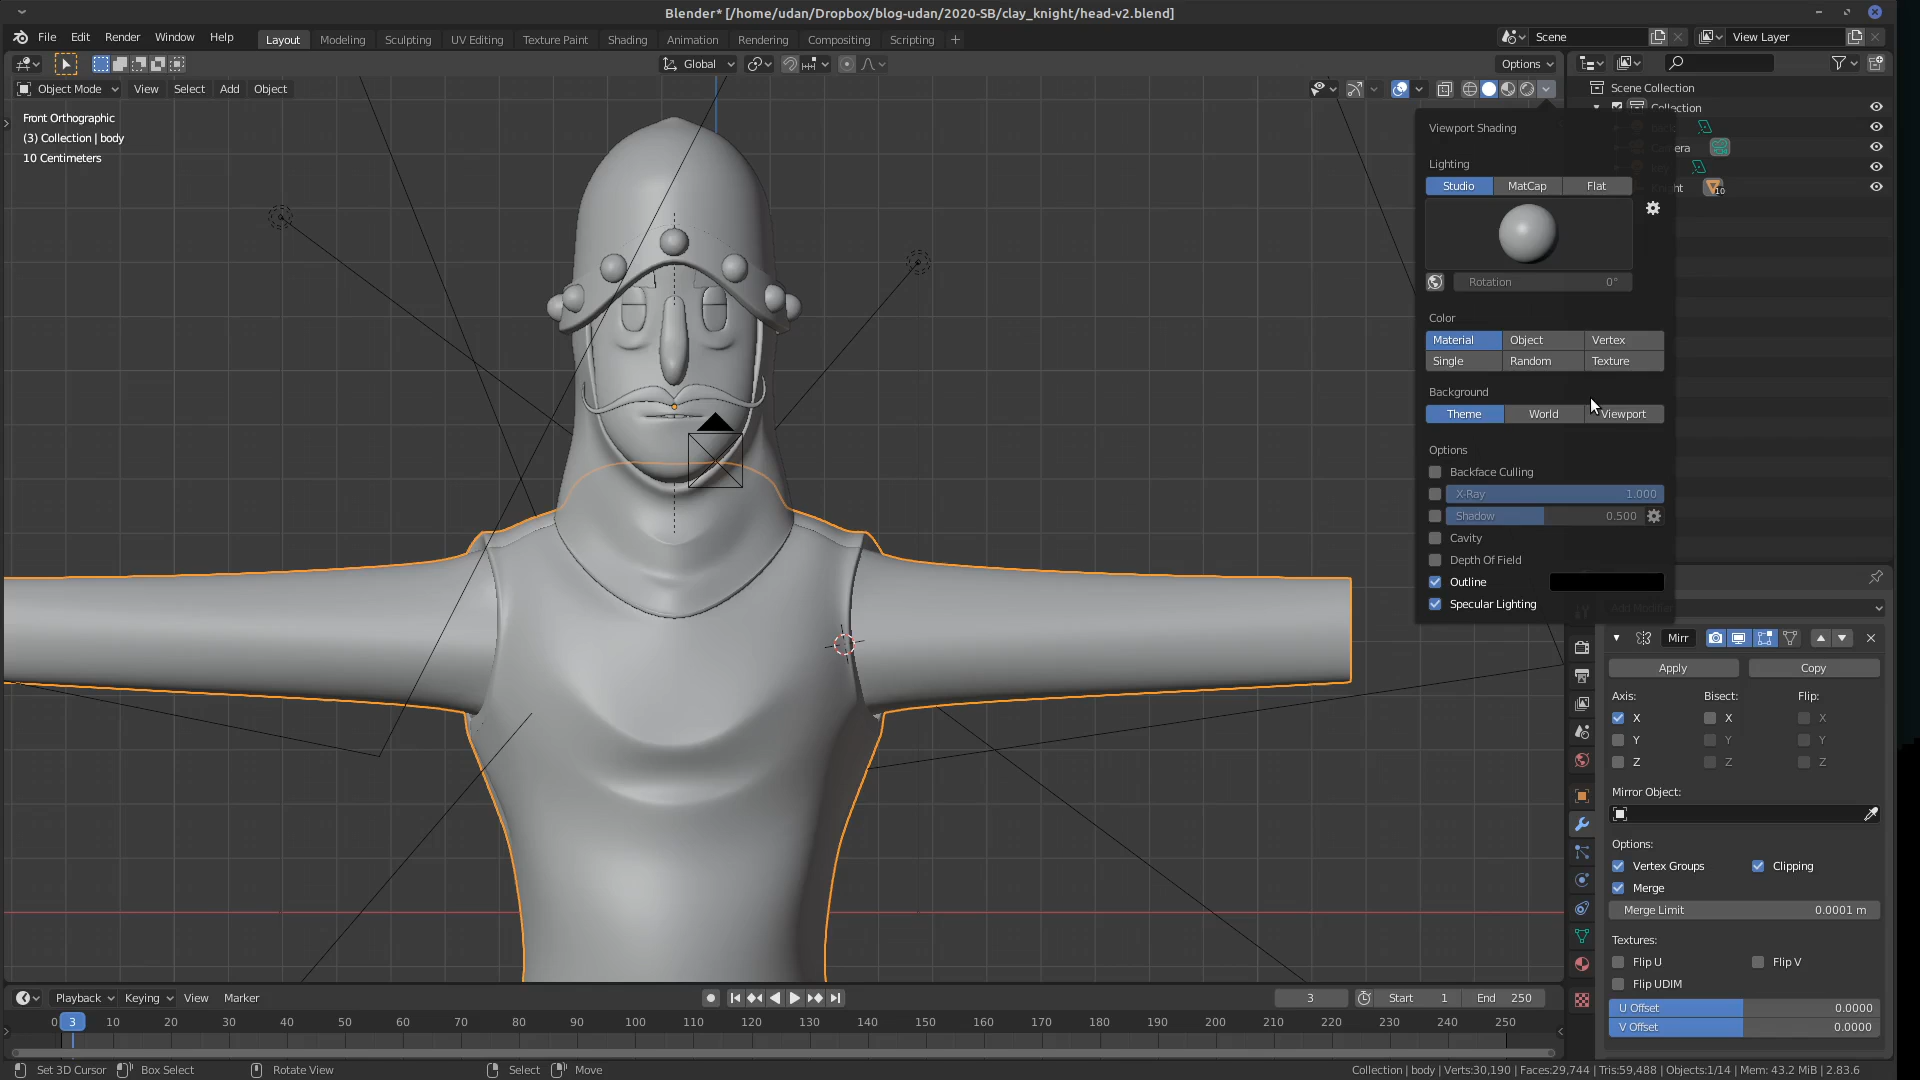 Blender* [/home/udan/Dropbox/blog-udan/2020-SB/clay_knight/head-v2.blend]
File Edit Render Window Help Layout Modeling Sculpting UV Editing Texture Paint Shading Animation Rendering Compositing Scripting + Scene View Layer
Global Options
Object Mode View Select Add Object
Front Orthographic
(3) Collection | body
10 Centimeters
Scene Collection
Collection
Camera
Viewport Shading
Lighting
Studio MatCap Flat
Rotation 0°
Color
Material Object Vertex
Single Random Texture
Background
Theme World Viewport
Options
Backface Culling
X-Ray 1.000
Shadow 0.500
Cavity
Depth Of Field
Outline
Specular Lighting
Mirr
Apply Copy
Axis: Bisect: Flip:
X X X
Y Y Y
Z Z Z
Mirror Object:
Options:
Vertex Groups Clipping
Merge
Merge Limit 0.0001 m
Textures:
Flip U Flip V
Flip UDIM
U Offset 0.0000
V Offset 0.0000
Playback Keying View Marker 3 Start 1 End 250
0 3 10 20 30 40 50 60 70 80 90 100 110 120 130 140 150 160 170 180 190 200 210 220 230 240 250
Set 3D Cursor Box Select Rotate View Select Move Collection | body | Verts:30,190 | Faces:29,744 | Tris:59,488 | Objects:1/14 | Mem: 43.2 MiB | 2.83.6